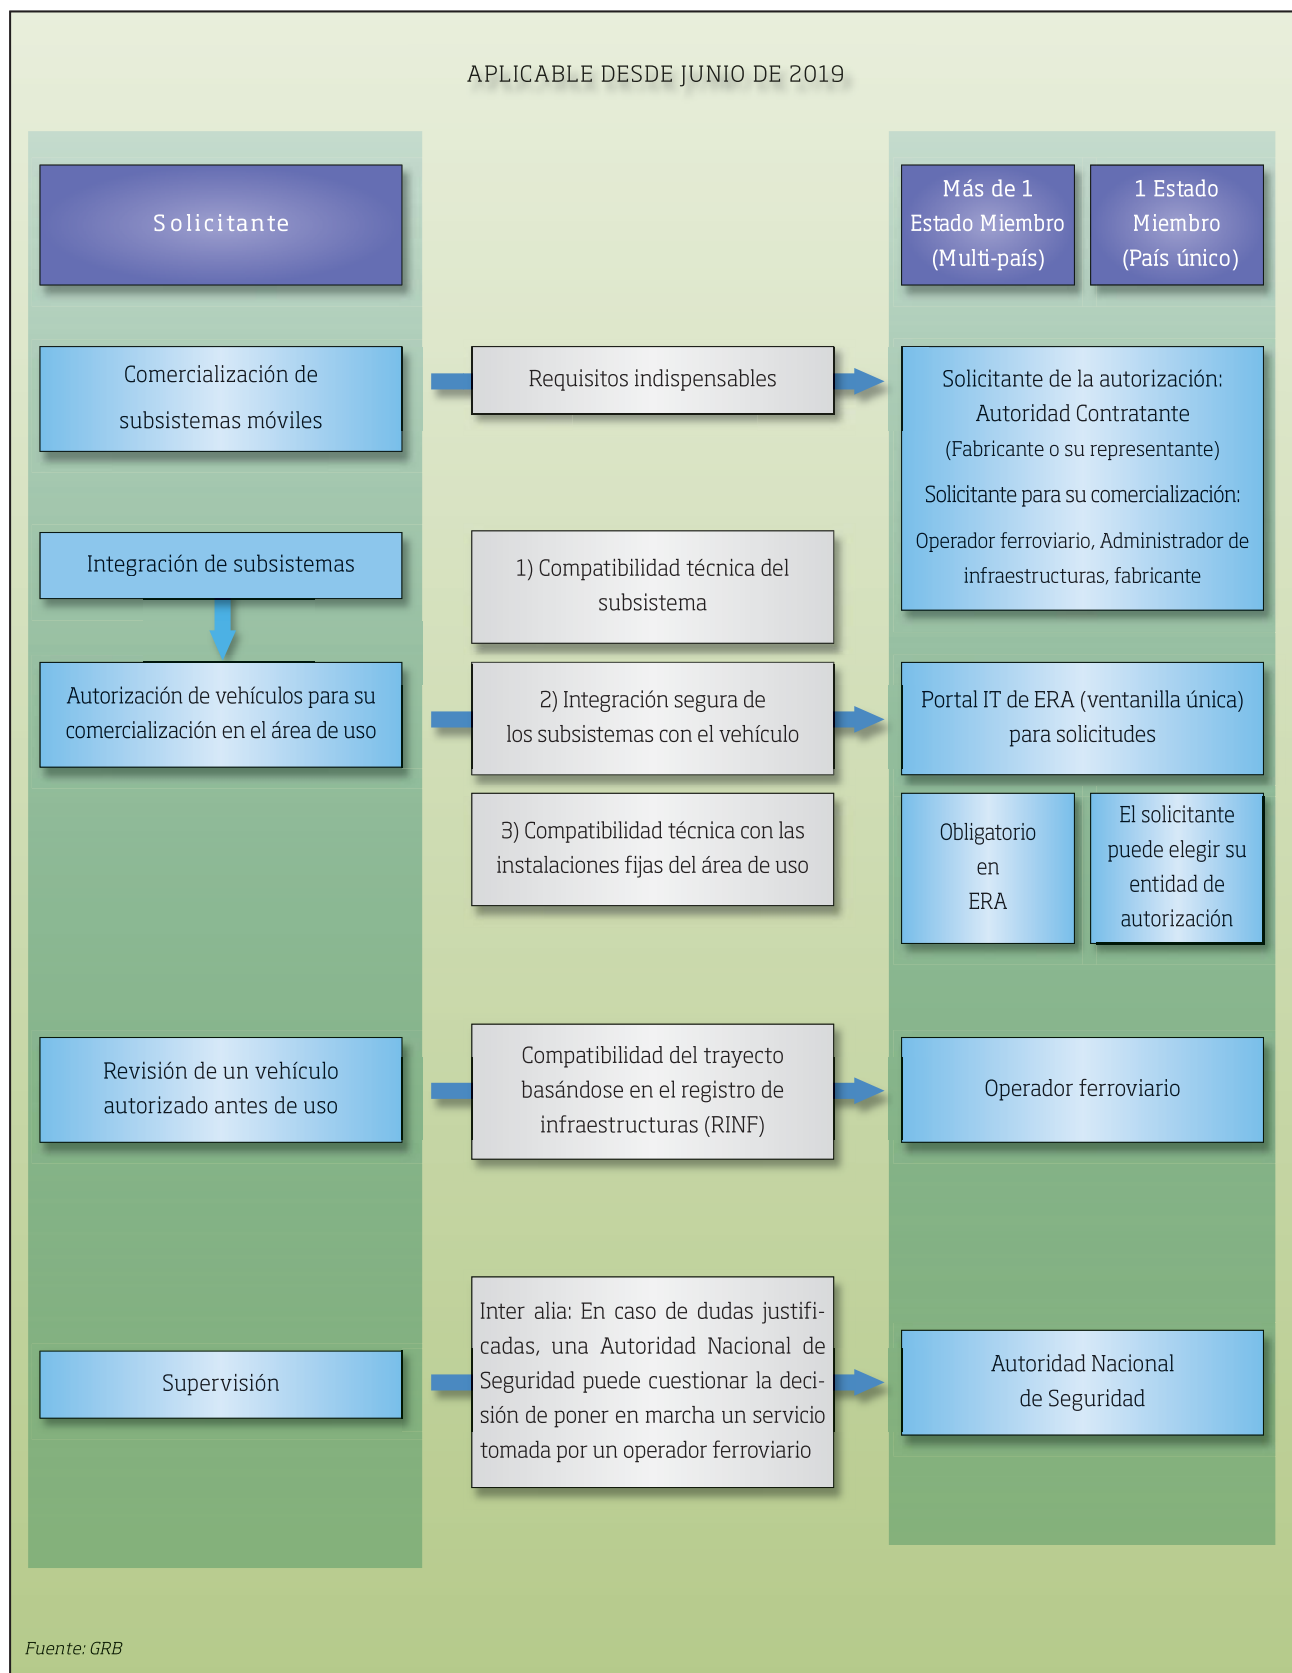 APLICABLE DESDE JUNIO DE 2019
Solicitante
Más de 1
Estado Miembro
(Multi-país)
1 Estado
Miembro
(País único)
Comercialización de
subsistemas móviles
Requisitos indispensables
Solicitante de la autorización:
Autoridad Contratante
(Fabricante o su representante)
Solicitante para su comercialización:
Operador ferroviario, Administrador de
infraestructuras, fabricante
Integración de subsistemas
1) Compatibilidad técnica del
subsistema
Autorización de vehículos para su
comercialización en el área de uso
2) Integración segura de
los subsistemas con el vehículo
Portal IT de ERA (ventanilla única)
para solicitudes
3) Compatibilidad técnica con las
instalaciones fijas del área de uso
Obligatorio
en
ERA
El solicitante
puede elegir su
entidad de
autorización
Revisión de un vehículo
autorizado antes de uso
Compatibilidad del trayecto
basándose en el registro de
infraestructuras (RINF)
Operador ferroviario
Supervisión
Inter alia: En caso de dudas justifi-
cadas, una Autoridad Nacional de
Seguridad puede cuestionar la deci-
sión de poner en marcha un servicio
tomada por un operador ferroviario
Autoridad Nacional
de Seguridad
Fuente: GRB